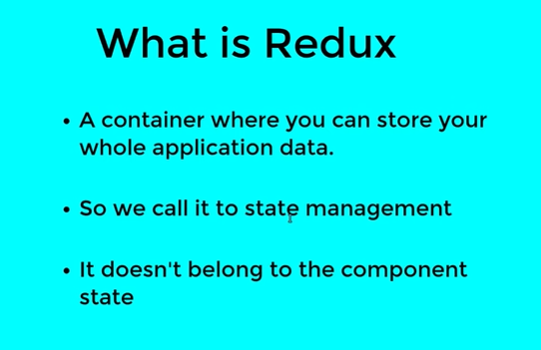 What is Redux
• A container where you can store your
whole application data.
• So we call it to state management
• It doesn't belong to the component
state